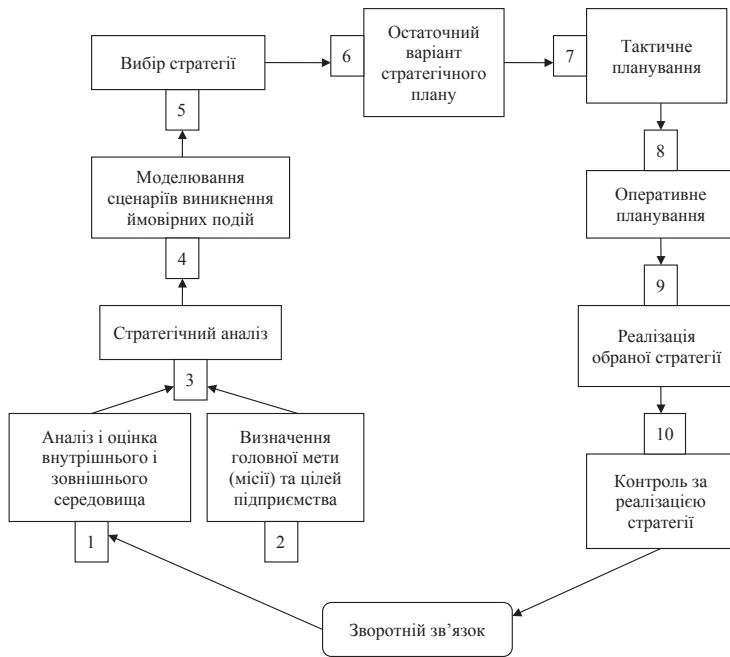 Вибір стратегії
5
6
Остаточний
варіант
стратегічного
плану
7
Тактичне
планування
8
Моделювання
сценаріїв виникнення
ймовірних подій
4
Оперативне
планування
9
Стратегічний аналіз
3
Реалізація
обраної стратегії
10
Аналіз і оцінка
внутрішнього і
зовнішнього
середовища
1
Визначення
головної мети
(місії) та цілей
підприємства
2
Контроль за
реалізацією
стратегії
Зворотній зв’язок